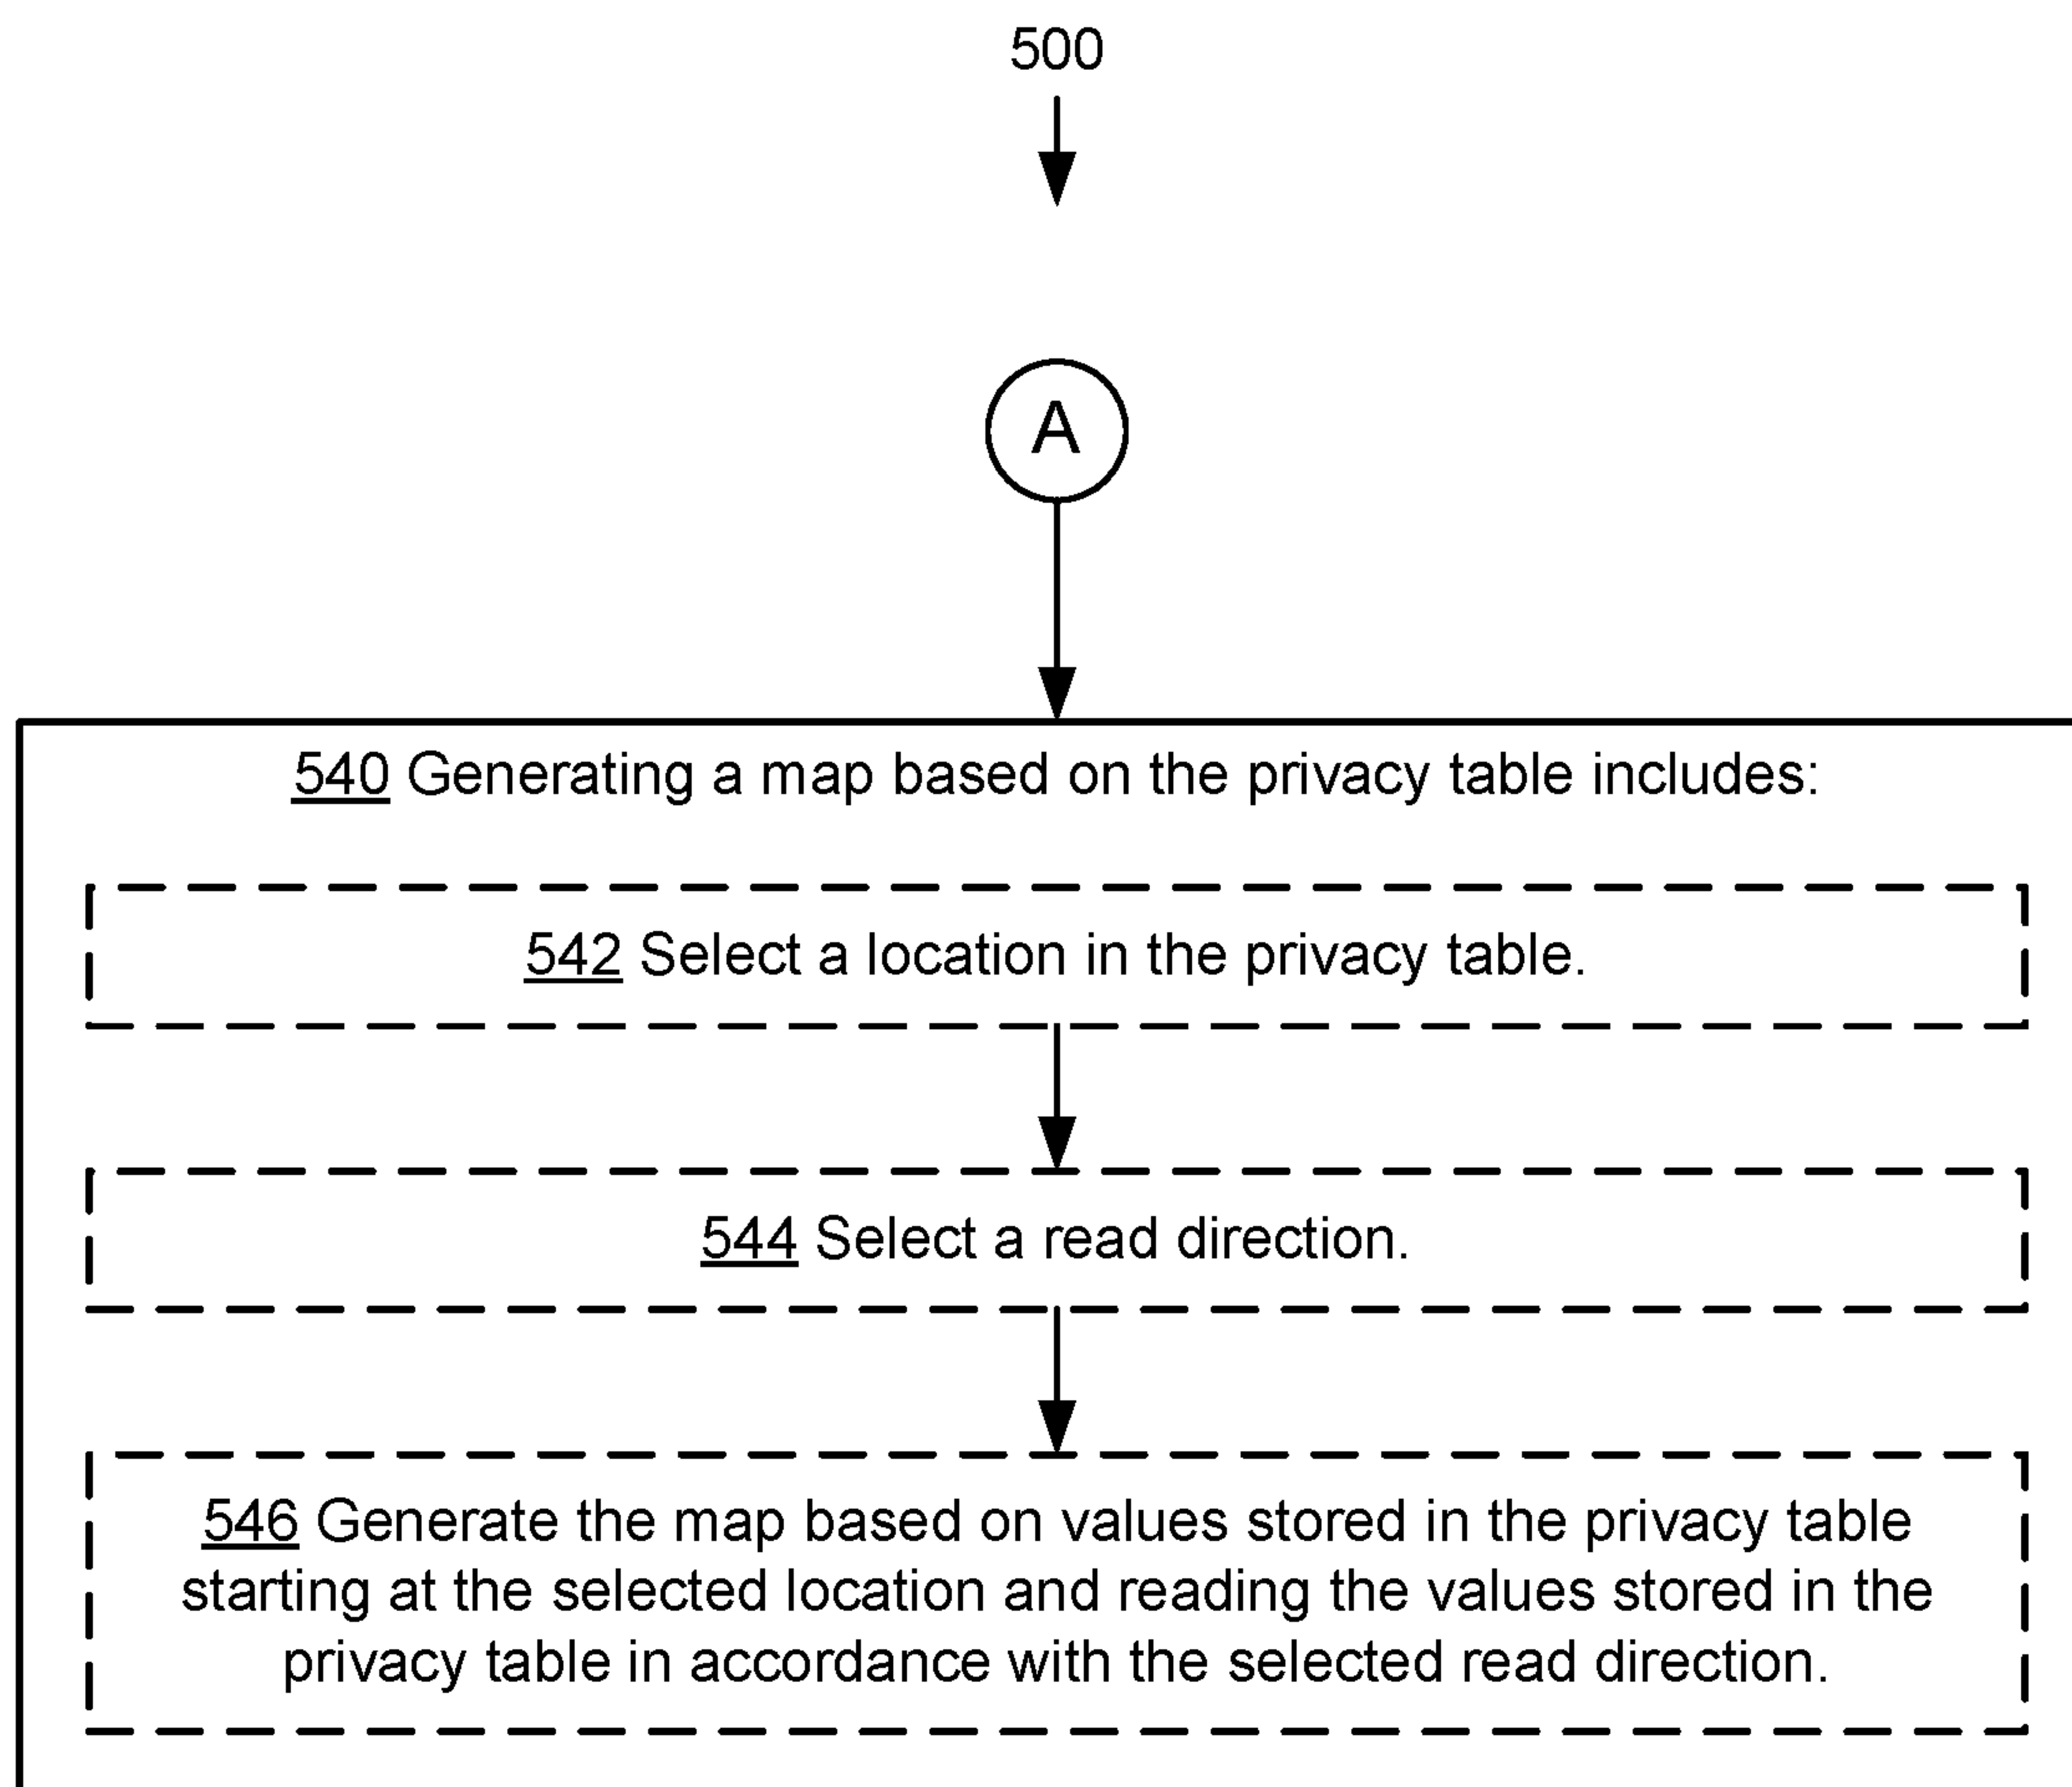 500
A
540 Generating a map based on the privacy table includes:
542 Select a location in the privacy table.
544 Select a read direction.
546 Generate the map based on values stored in the privacy table
starting at the selected location and reading the values stored in the
privacy table in accordance with the selected read direction.